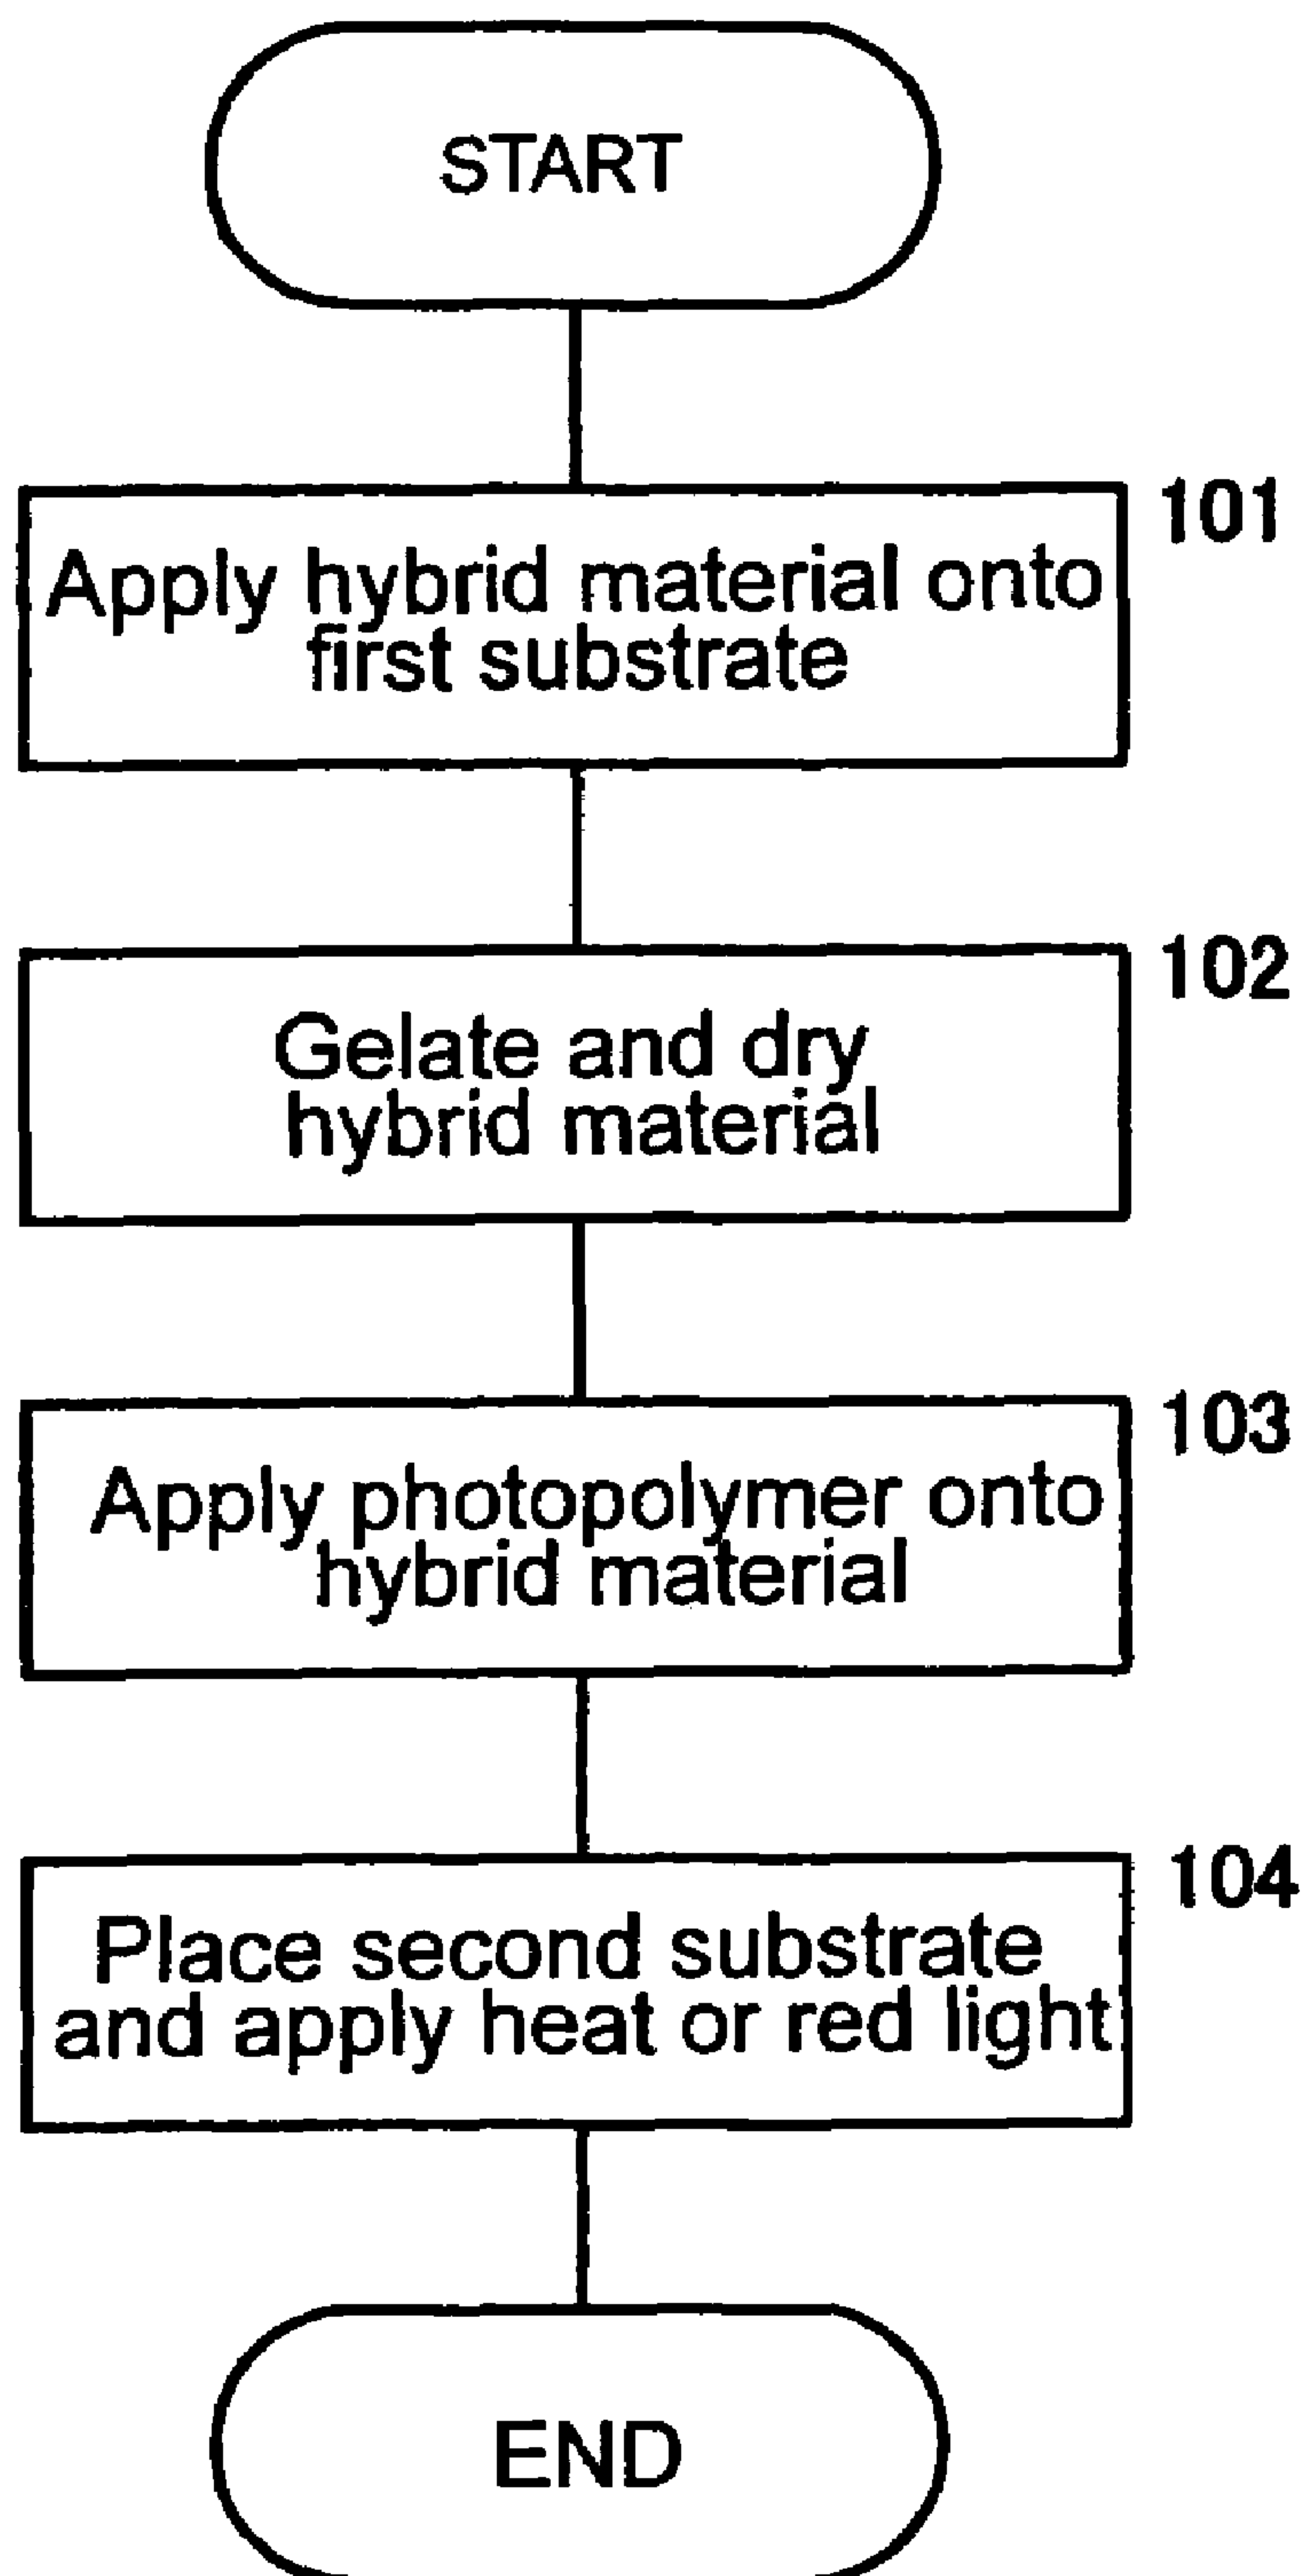 START
101
Apply hybrid material onto
first substrate
102
Gelate and dry
hybrid material
103
Apply photopolymer onto
hybrid material
104
Place second substrate
and apply heat or red light
END